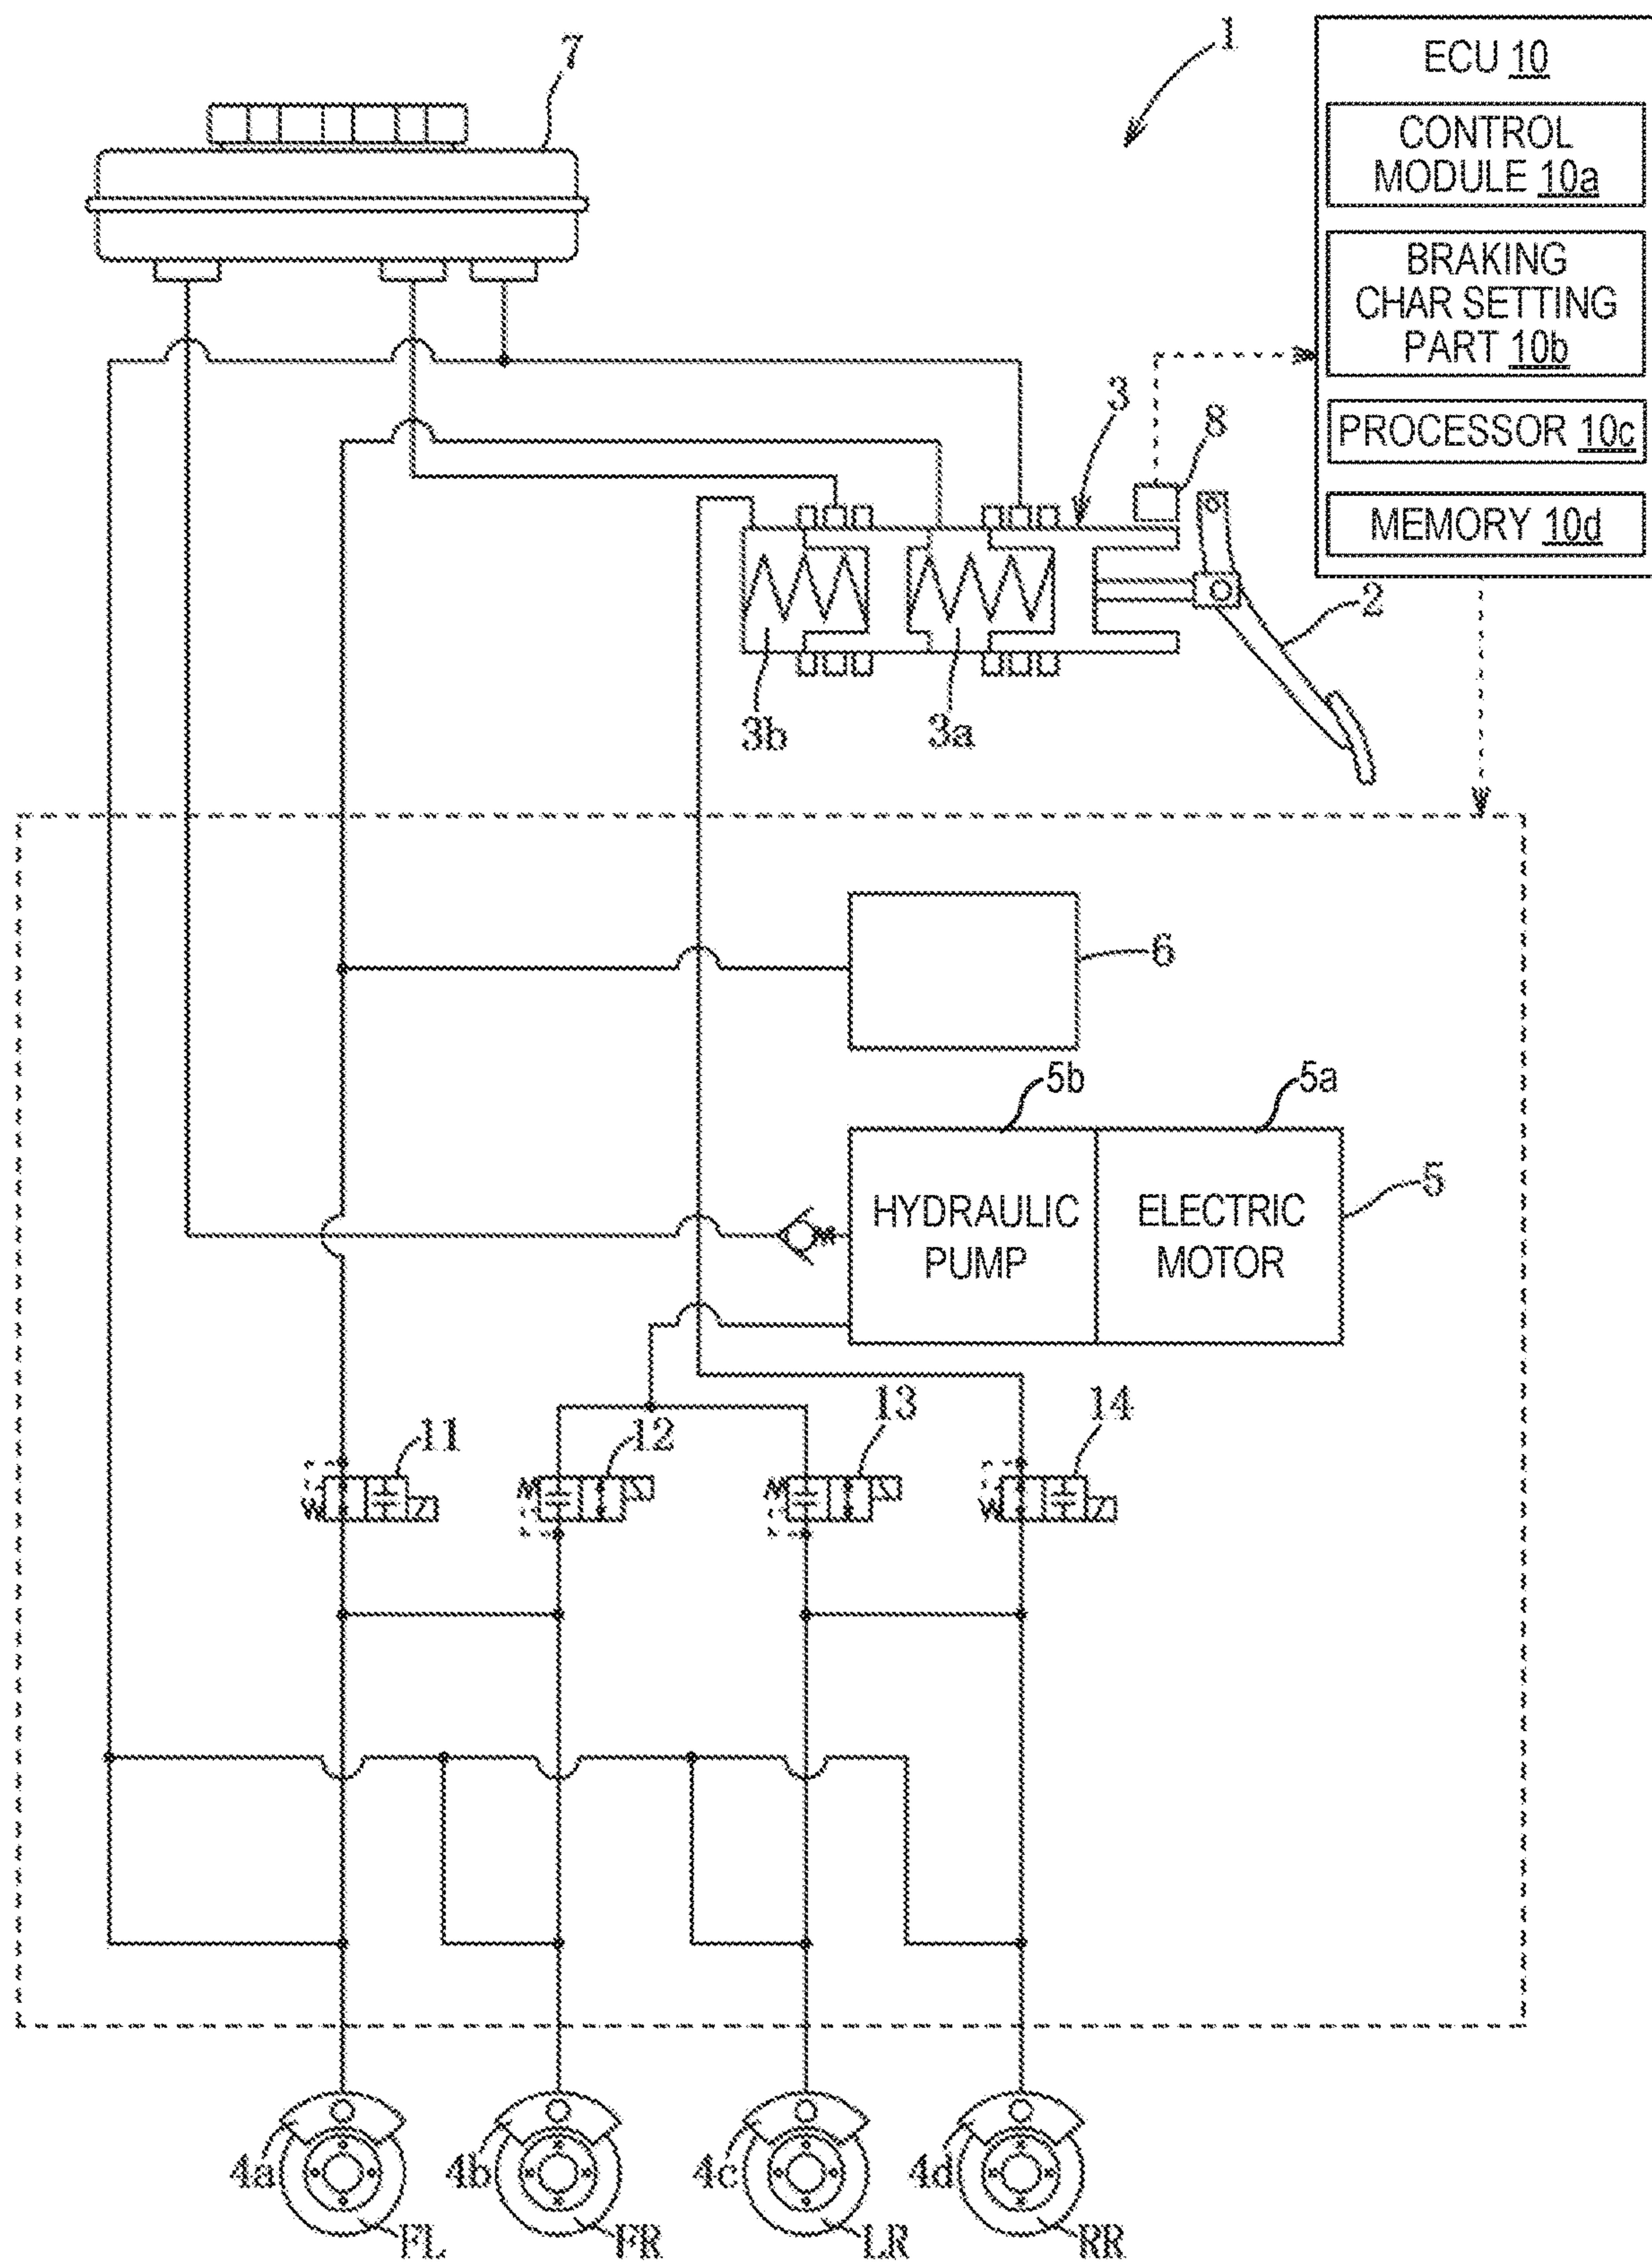 1
7
ECU 10
CONTROL
MODULE 10a
BRAKING
CHAR SETTING
PART 10b
PROCESSOR 10c
MEMORY 10d
3
8
2
3b
3a
6
5b
5a
HYDRAULIC
PUMP
ELECTRIC
MOTOR
5
11
12
13
14
4a
4b
4c
4d
FL
FR
LR
RR